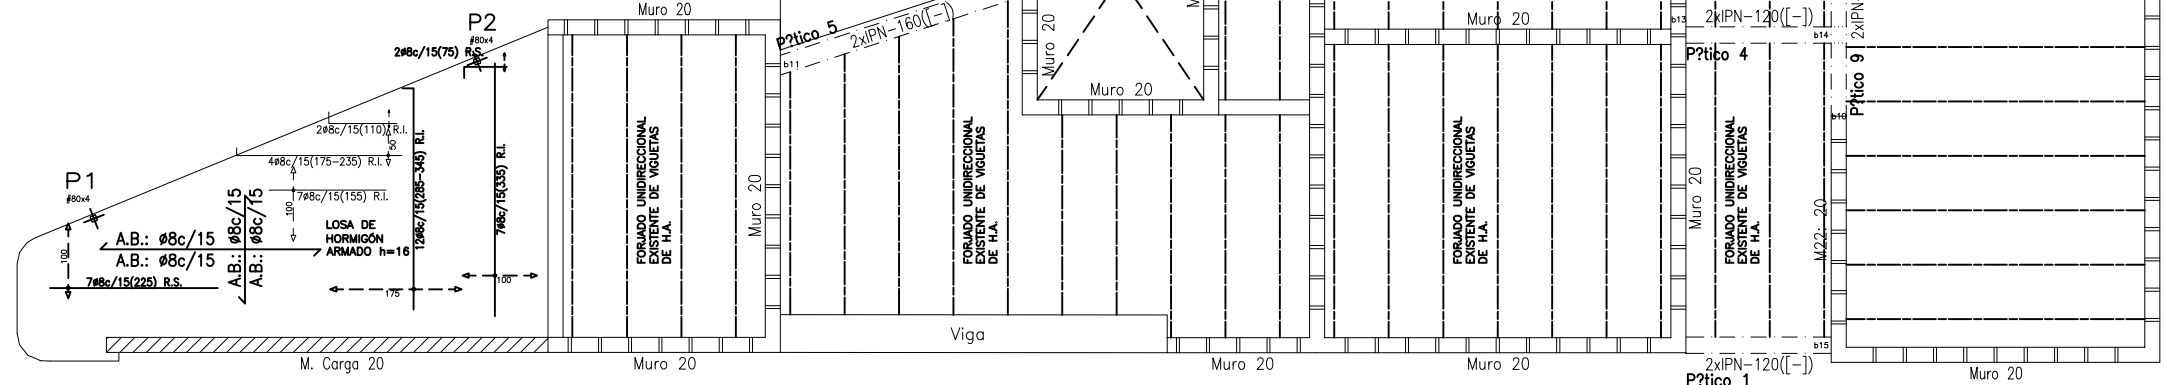 Muro 20
P2
#80x4
2ø8c/15(75) R.S.
P?tico 5
2xIPN-160([-])
b11
Muro 20
Muro 20
Muro 20
b13
2xIPN-120([-])
b14
2xIPN-
P?tico 4
P?tico 9
b10
2ø8c/15(110) R.I.
50
4ø8c/15(175-235) R.I.
7ø8c/15(155) R.I.
100
12ø8c/15(285-345) R.I.
7ø8c/15(335) R.I.
P1
#80x4
100
A.B.: ø8c/15
A.B.: ø8c/15
A.B.: ø8c/15
A.B.: ø8c/15
7ø8c/15(225) R.S.
LOSA DE
HORMIGÓN
ARMADO h=16
175
100
FORJADO UNIDIRECCIONAL
EXISTENTE DE VIGUETAS
DE H.A.
Muro 20
FORJADO UNIDIRECCIONAL
EXISTENTE DE VIGUETAS
DE H.A.
FORJADO UNIDIRECCIONAL
EXISTENTE DE VIGUETAS
DE H.A.
Muro 20
FORJADO UNIDIRECCIONAL
EXISTENTE DE VIGUETAS
DE H.A.
M22: 20
Viga
b15
M. Carga 20
Muro 20
Muro 20
Muro 20
2xIPN-120([-])
P?tico 1
Muro 20